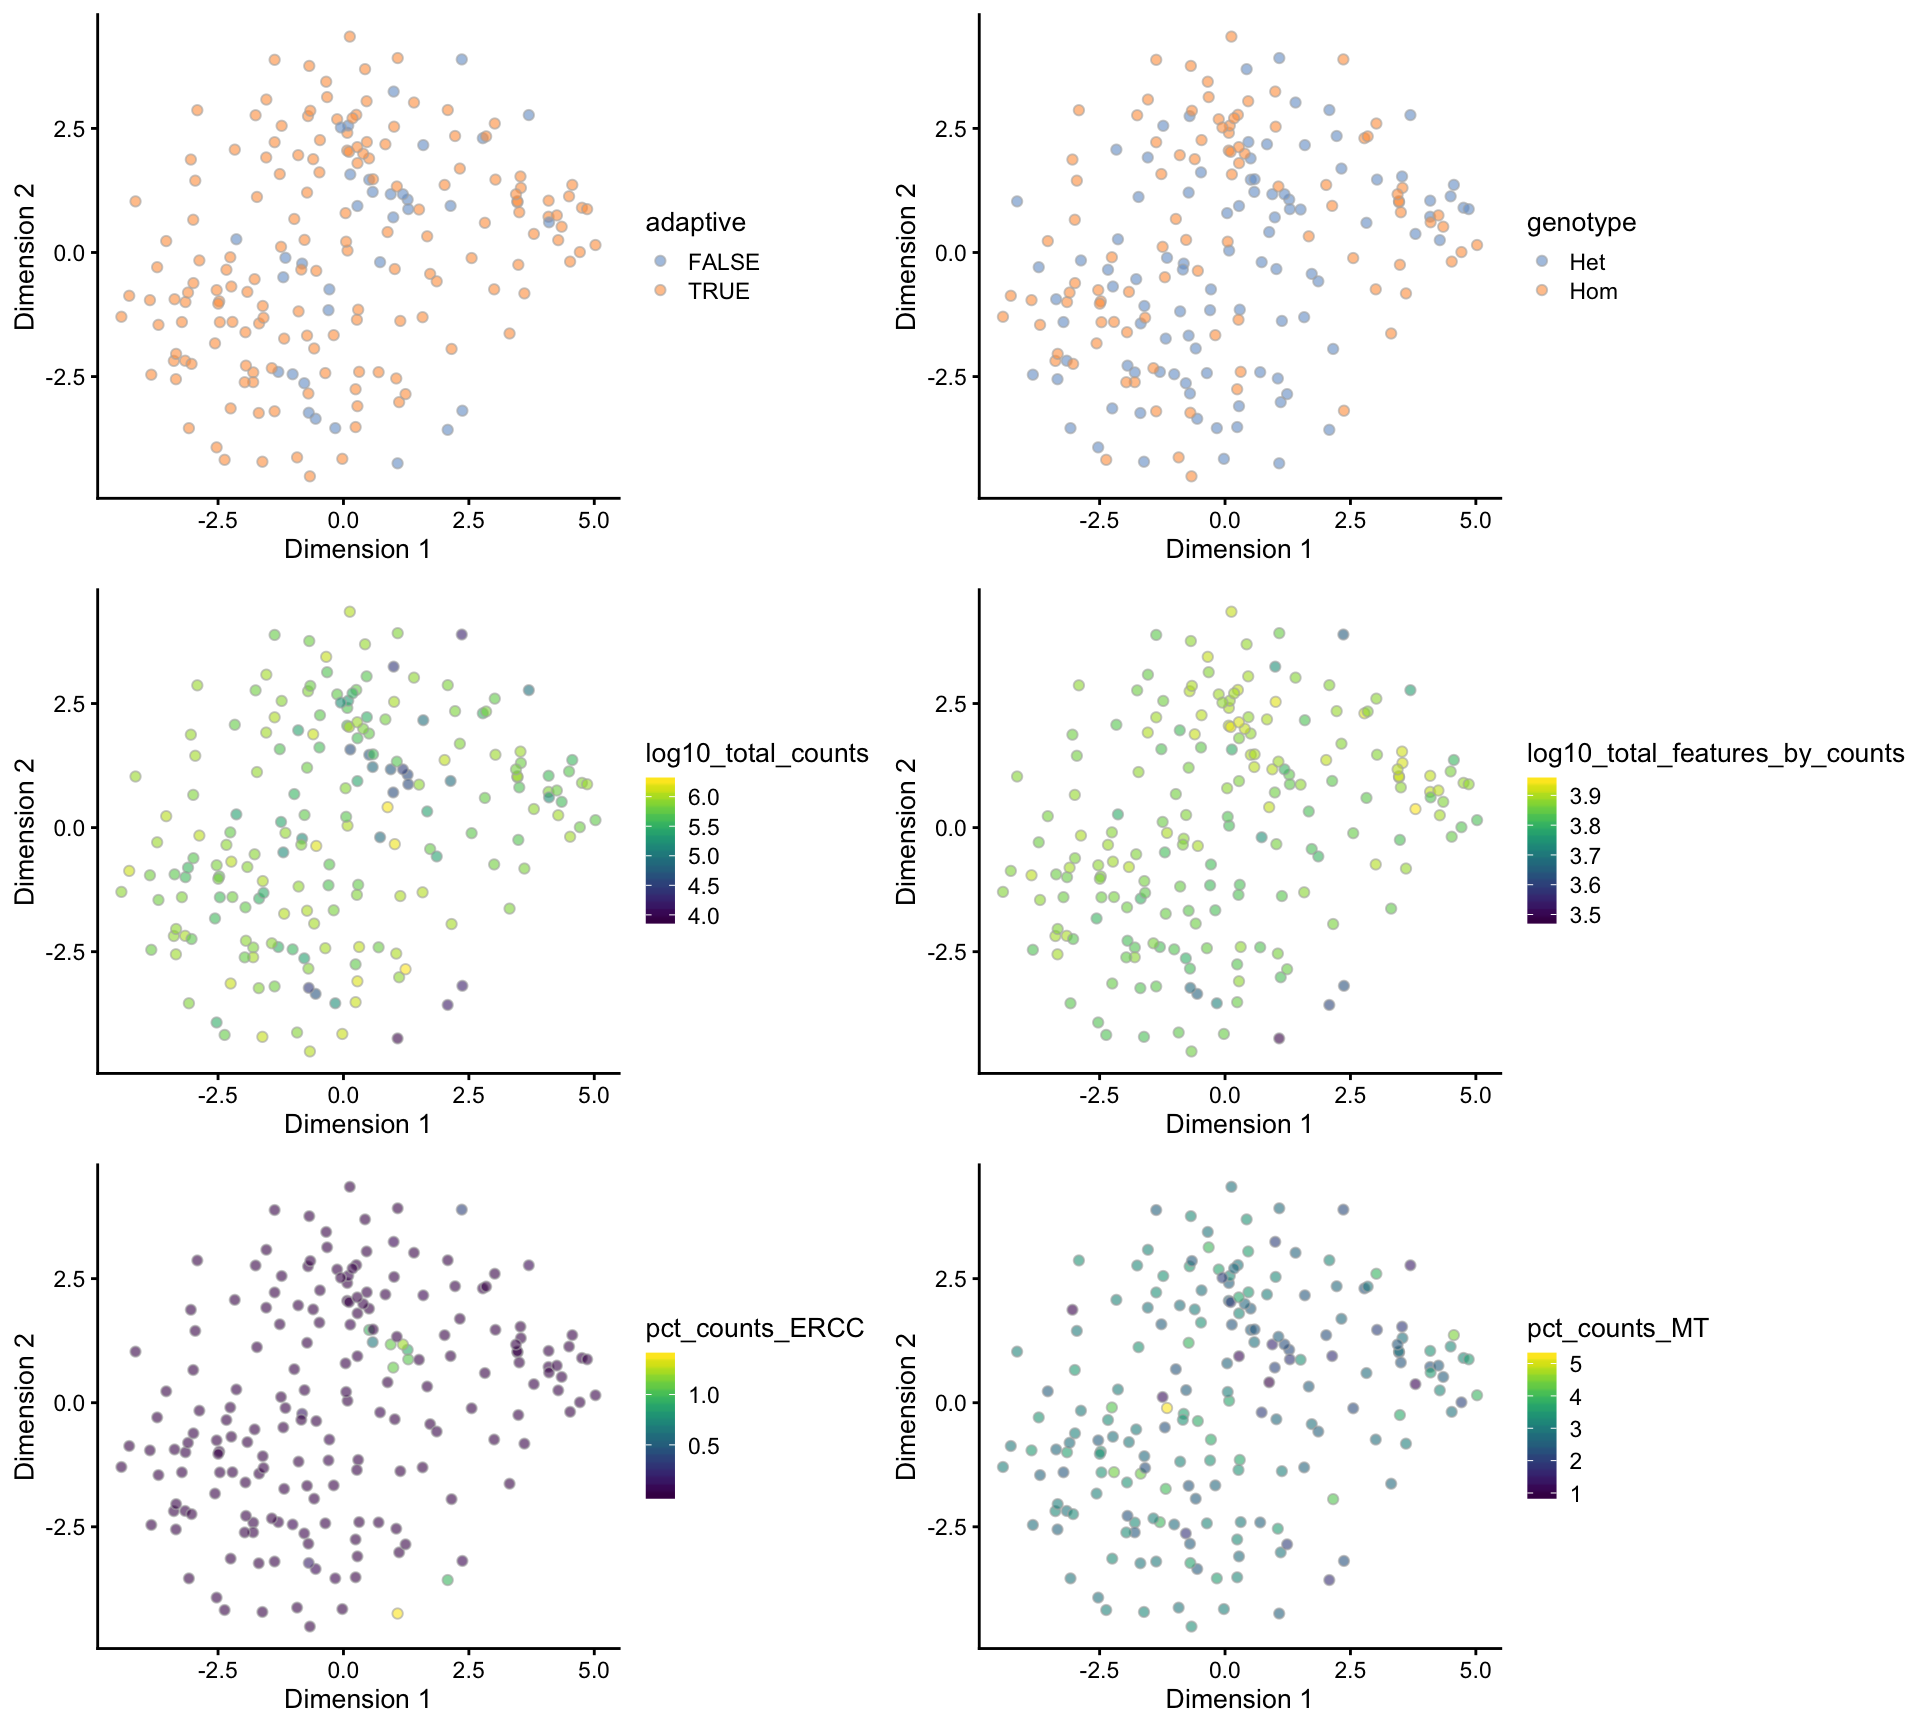 2.5
0.0
-2.5
Dimension 2
-2.5 0.0 2.5 5.0
Dimension 1
adaptive
FALSE
TRUE
2.5
0.0
-2.5
Dimension 2
-2.5 0.0 2.5 5.0
Dimension 1
genotype
Het
Hom
2.5
0.0
-2.5
Dimension 2
-2.5 0.0 2.5 5.0
Dimension 1
log10_total_counts
6.0
5.5
5.0
4.5
4.0
2.5
0.0
-2.5
Dimension 2
-2.5 0.0 2.5 5.0
Dimension 1
log10_total_features_by_counts
3.9
3.8
3.7
3.6
3.5
2.5
0.0
-2.5
Dimension 2
-2.5 0.0 2.5 5.0
Dimension 1
pct_counts_ERCC
1.0
0.5
2.5
0.0
-2.5
Dimension 2
-2.5 0.0 2.5 5.0
Dimension 1
pct_counts_MT
5
4
3
2
1